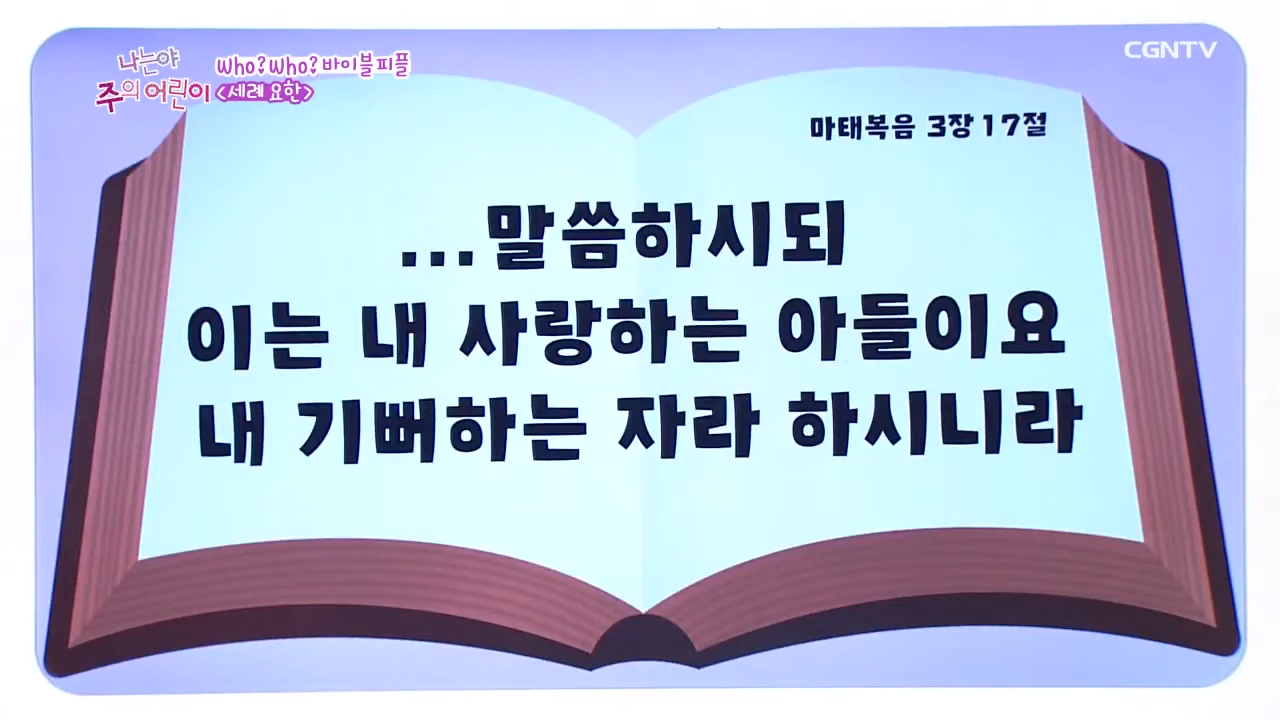 나는야
주의 어린이
Who?Who?바이블피플
<세례 요한>
CGNTV
마태복음 3장 17절
...말씀하시되
이는 내 사랑하는 아들이요
내 기뻐하는 자라 하시니라